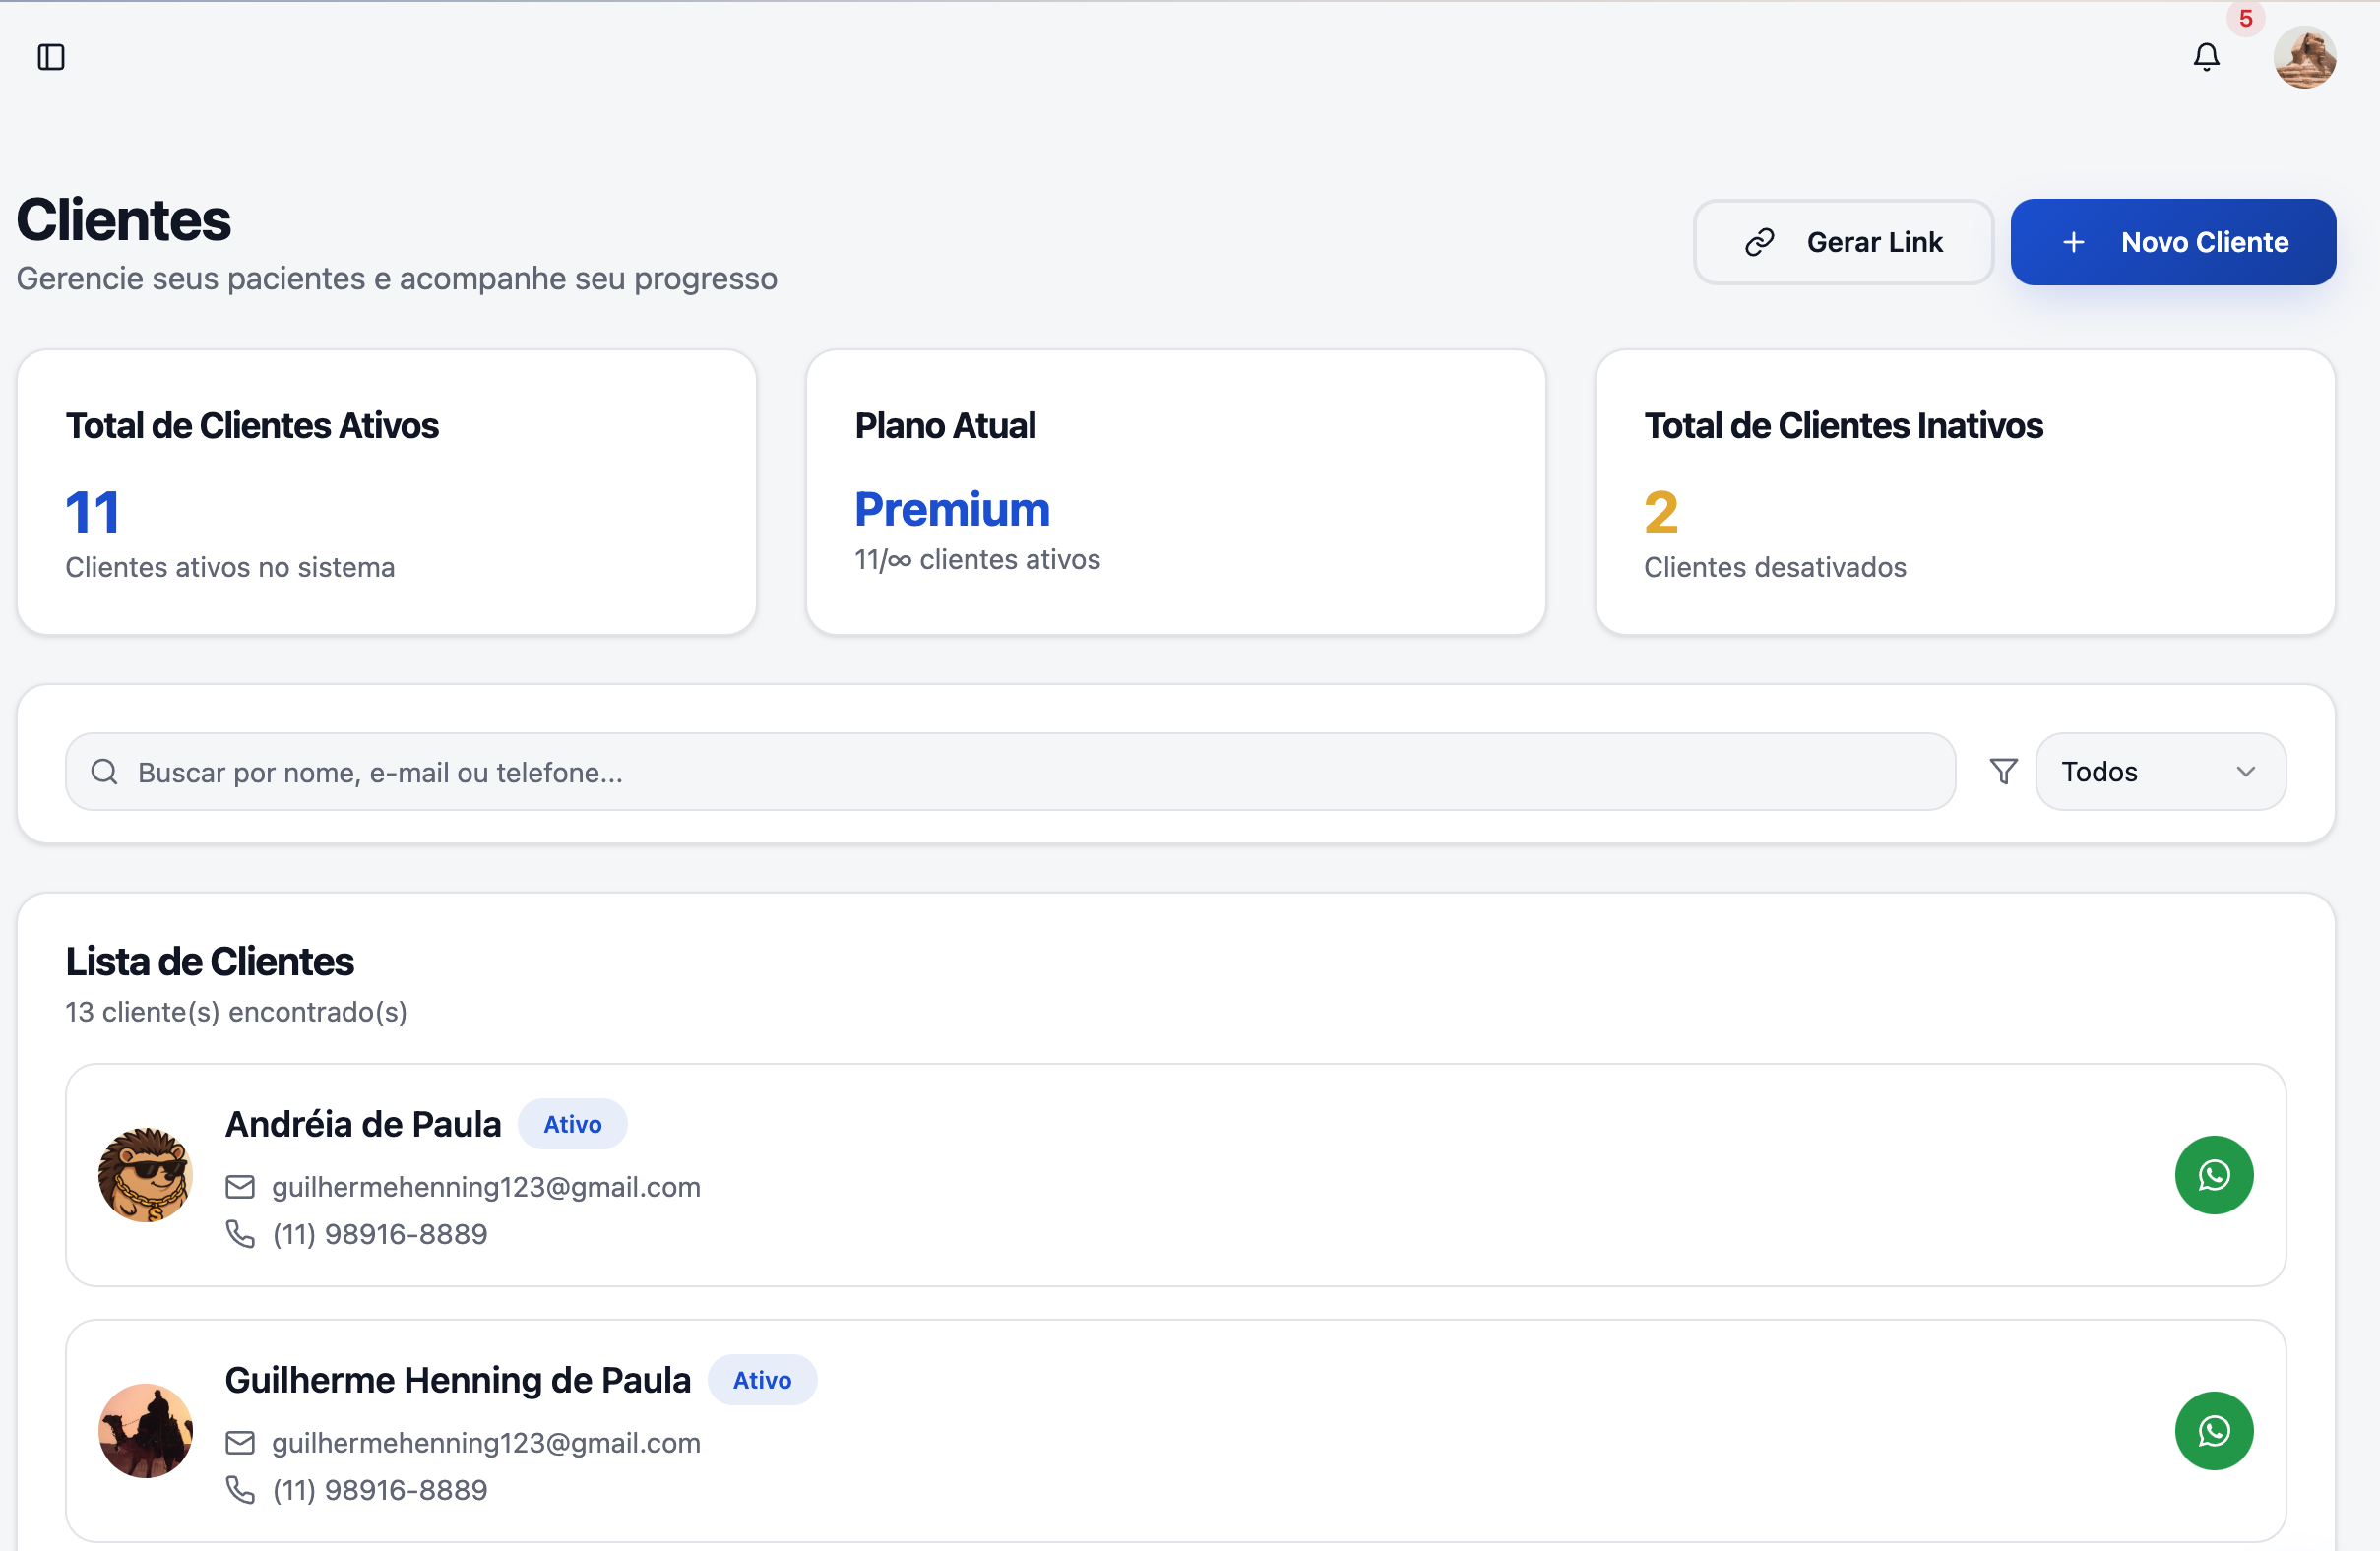 5
Clientes
Gerencie seus pacientes e acompanhe seu progresso
Gerar Link
Novo Cliente
Total de Clientes Ativos
11
Clientes ativos no sistema
Plano Atual
Premium
11/∞ clientes ativos
Total de Clientes Inativos
2
Clientes desativados
Buscar por nome, e-mail ou telefone...
Todos
Lista de Clientes
13 cliente(s) encontrado(s)
Andréia de Paula
Ativo
guilhermehenning123@gmail.com
(11) 98916-8889
Guilherme Henning de Paula
Ativo
guilhermehenning123@gmail.com
(11) 98916-8889